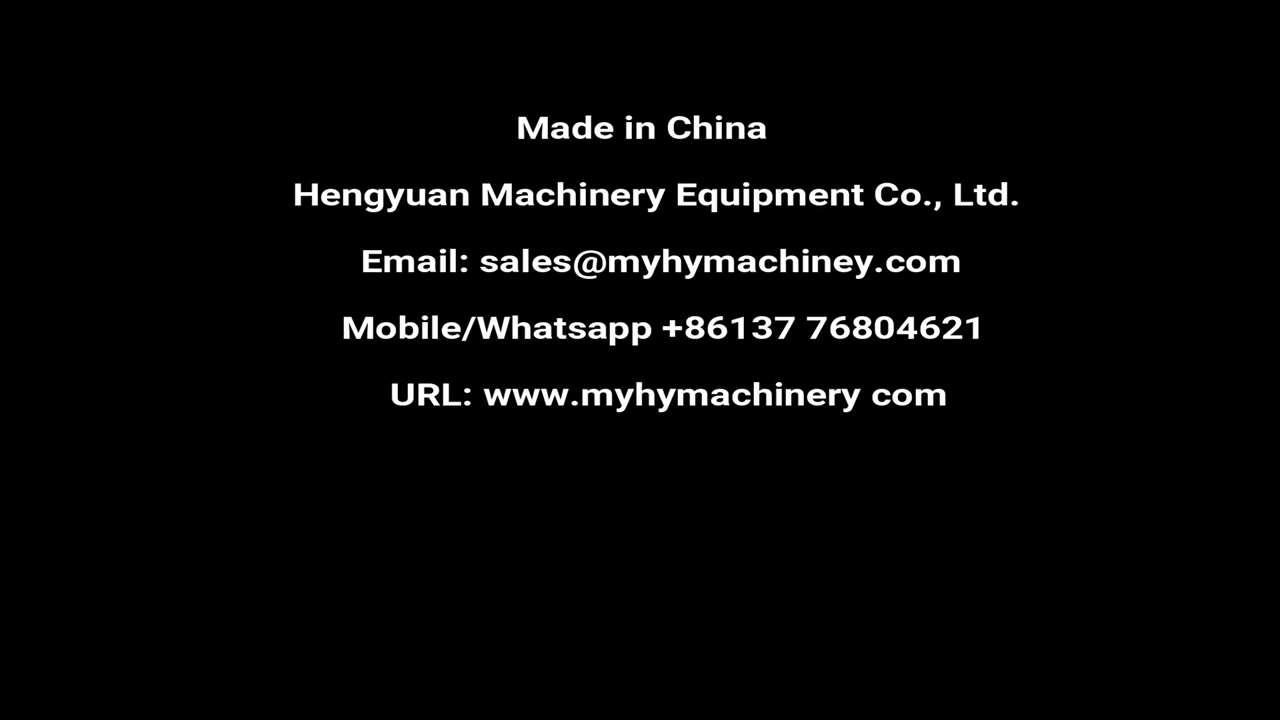 Made in China
Hengyuan Machinery Equipment Co., Ltd.
Email: sales@myhymachiney.com
Mobile/Whatsapp +86137 76804621
URL: www.myhymachinery com